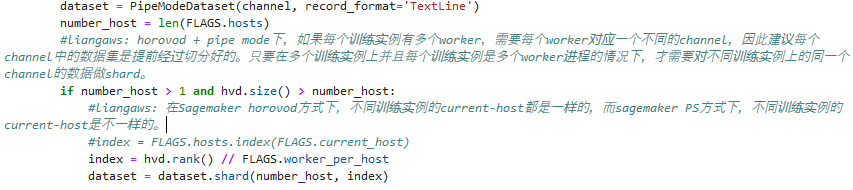 dataset = PipeModeDataset(channel, record_format='TextLine')
number_host = len(FLAGS.hosts)
#liangaws: horovod + pipe mode下, 如果每个训练实例有多个worker, 需要每个worker对应一个不同的channel, 因此建议每个
channel中的数据集是提前经过切分好的。只要在多个训练实例上并且每个训练实例是多个worker进程的情况下, 才需要对不同训练实例上的同一个
channel的数据做shard。
if number_host > 1 and hvd.size() > number_host:
#liangaws: 在Sagemaker horovod方式下, 不同训练实例的current-host都是一样的, 而sagemaker PS方式下, 不同训练实例的
current-host是不一样的。
#index = FLAGS.hosts.index(FLAGS.current_host)
index = hvd.rank() // FLAGS.worker_per_host
dataset = dataset.shard(number_host, index)